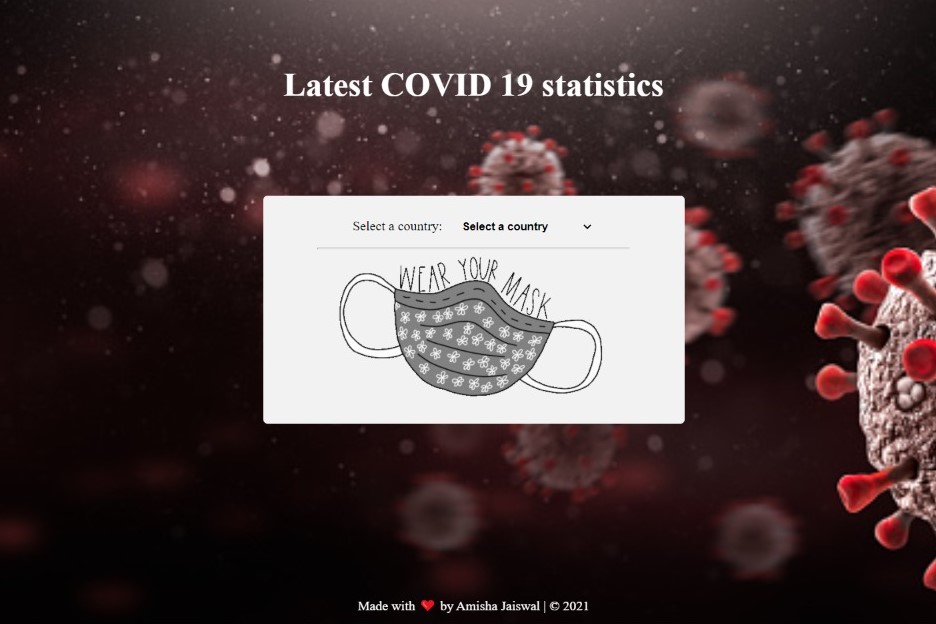 Latest COVID 19 statistics
Select a country: Select a country
WEAR YOUR MASK
Made with ❤ by Amisha Jaiswal | © 2021